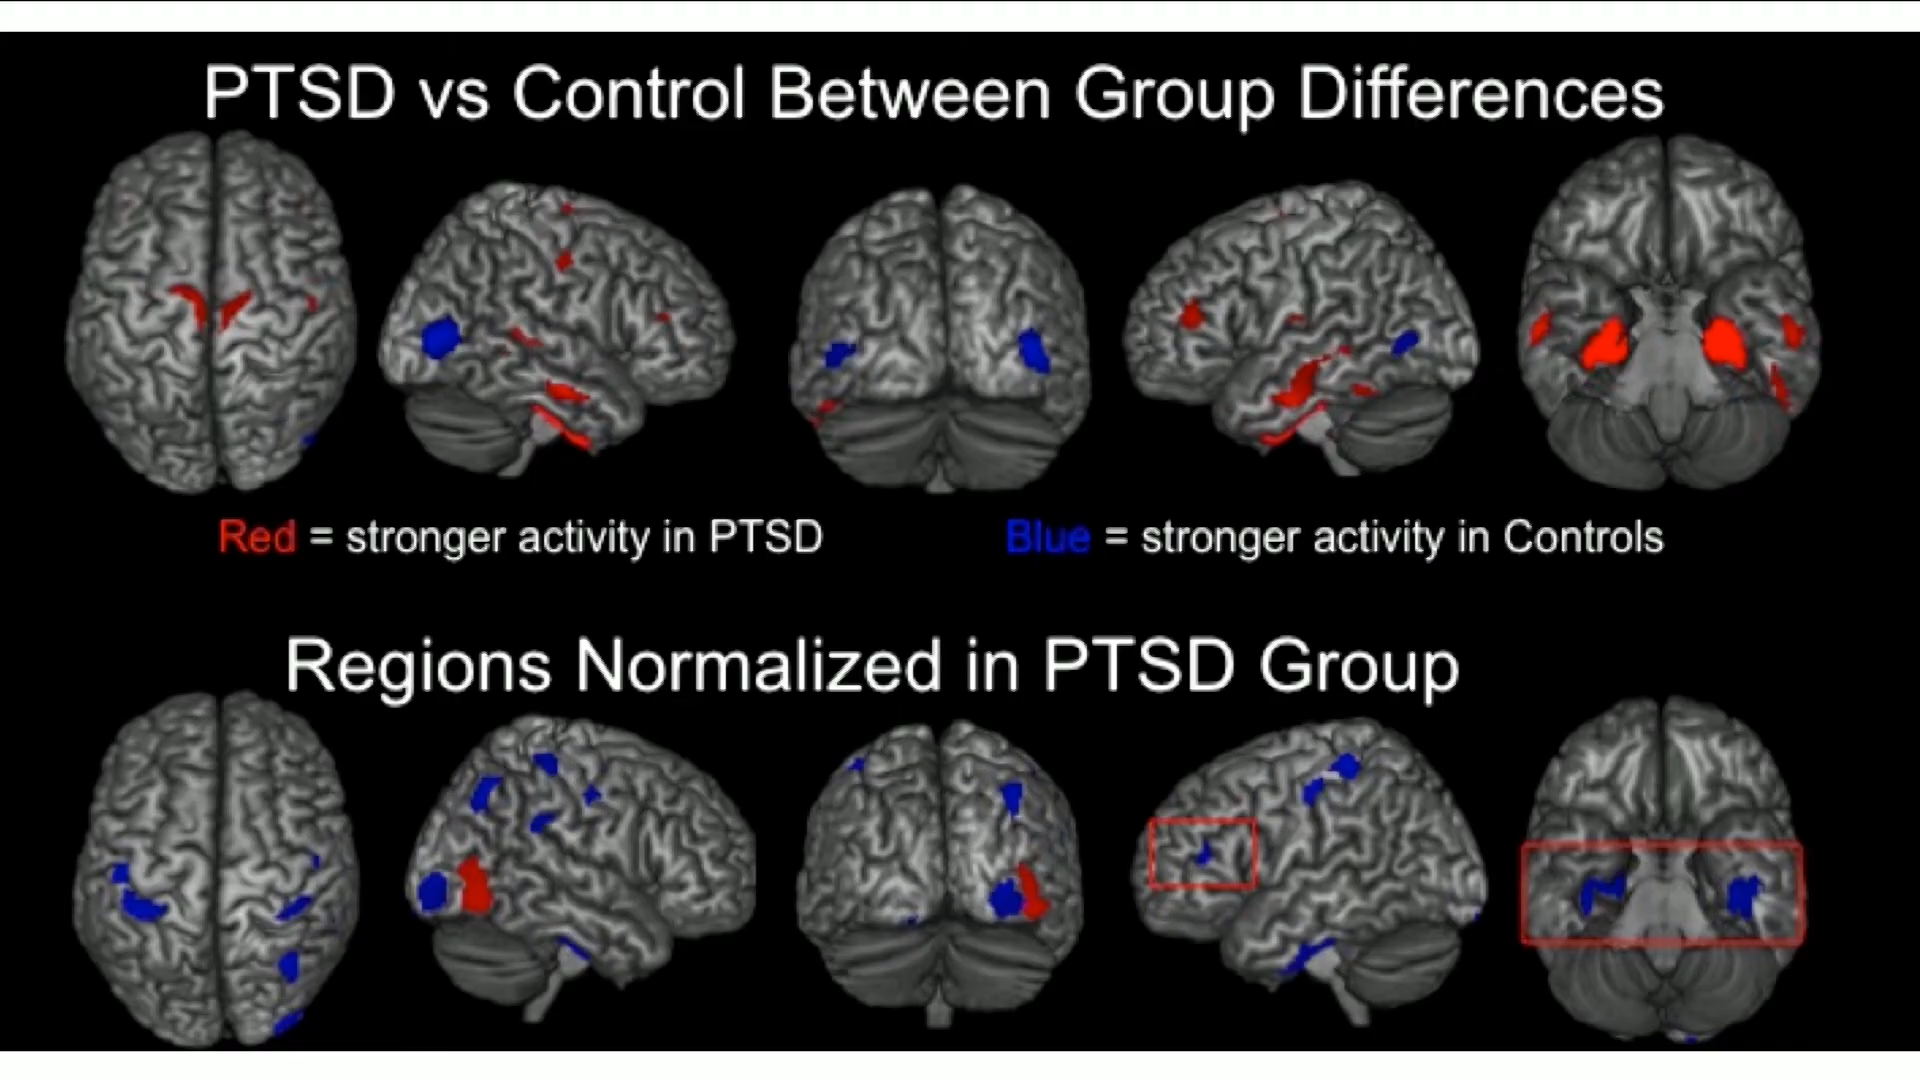 PTSD vs Control Between Group Differences
Red = stronger activity in PTSD
Blue = stronger activity in Controls
Regions Normalized in PTSD Group